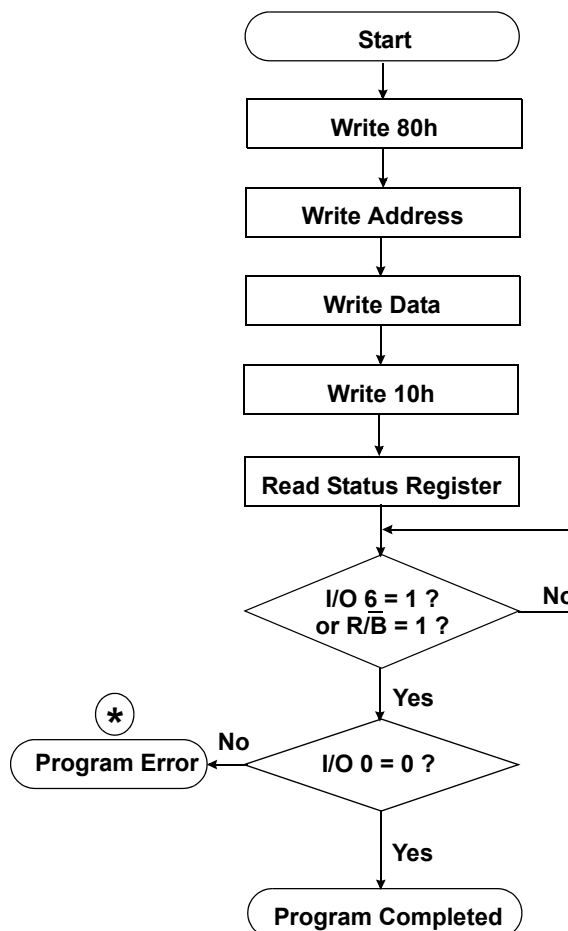 Start
Write 80h
Write Address
Write Data
Write 10h
Read Status Register
I/O 6 = 1 ?
or R/B̅ = 1 ?
No
Yes
*
No
Program Error
I/O 0 = 0 ?
Yes
Program Completed